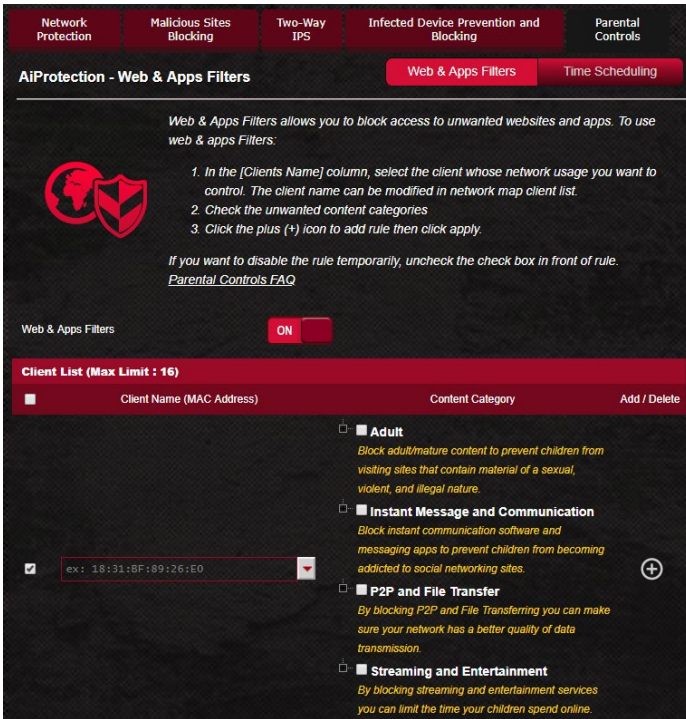 Network Protection
Malicious Sites Blocking
Two-Way IPS
Infected Device Prevention and Blocking
Parental Controls
AiProtection - Web & Apps Filters
Web & Apps Filters
Time Scheduling
Web & Apps Filters allows you to block access to unwanted websites and apps. To use
web & apps Filters:
1. In the [Clients Name] column, select the client whose network usage you want to
control. The client name can be modified in network map client list.
2. Check the unwanted content categories
3. Click the plus (+) icon to add rule then click apply.
If you want to disable the rule temporarily, uncheck the check box in front of rule.
Parental Controls FAQ
Web & Apps Filters
ON
Client List (Max Limit : 16)
Client Name (MAC Address)
Content Category
Add / Delete
Adult
Block adult/mature content to prevent children from
visiting sites that contain material of a sexual,
violent, and illegal nature.
Instant Message and Communication
Block instant communication software and
messaging apps to prevent children from becoming
addicted to social networking sites.
ex: 18:31:BF:89:26:E0
P2P and File Transfer
By blocking P2P and File Transferring you can make
sure your network has a better quality of data
transmission.
Streaming and Entertainment
By blocking streaming and entertainment services
you can limit the time your children spend online.